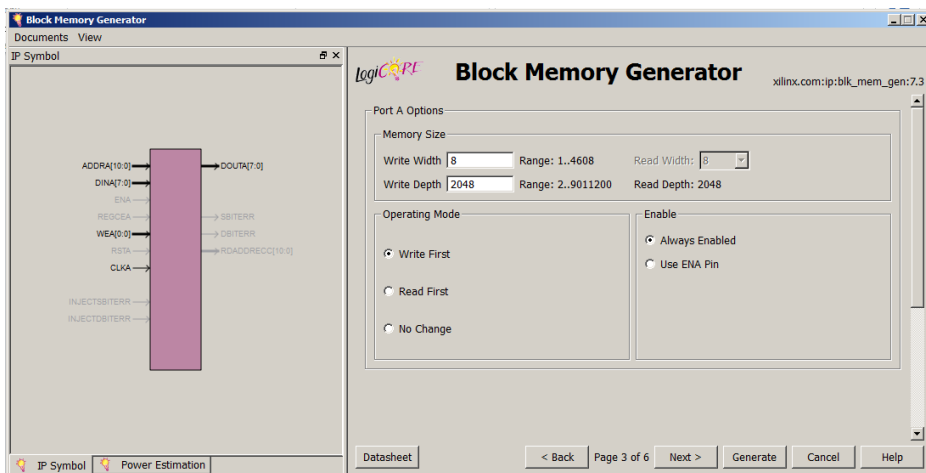 Block Memory Generator
Documents View
IP Symbol
ADDRA[10:0]
DOUTA[7:0]
DINA[7:0]
ENA
REGCEA
SBITERR
WEA[0:0]
DBITERR
RSTA
RDADDRECC[10:0]
CLKA
INJECTSBITERR
INJECTDBITERR
IP Symbol
Power Estimation
LogiCORE
Block Memory Generator
xilinx.com:ip:blk_mem_gen:7.3
Port A Options
Memory Size
Write Width 8 Range: 1..4608 Read Width: 8
Write Depth 2048 Range: 2..9011200 Read Depth: 2048
Operating Mode
Write First
Read First
No Change
Enable
Always Enabled
Use ENA Pin
Datasheet < Back Page 3 of 6 Next > Generate Cancel Help